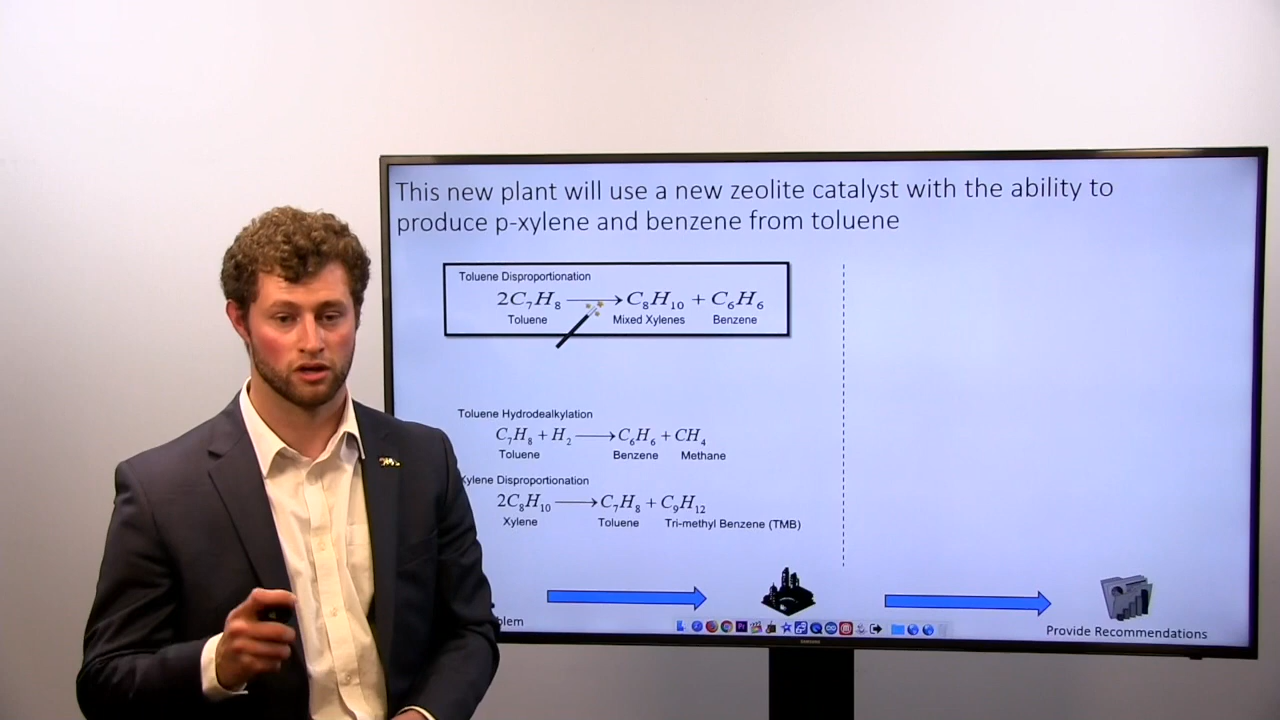 This new plant will use a new zeolite catalyst with the ability to
produce p-xylene and benzene from toluene
Toluene Disproportionation
2C₇H₈ ⟶ C₈H₁₀ + C₆H₆
Toluene Mixed Xylenes Benzene
Toluene Hydrodealkylation
C₇H₈ + H₂ ⟶ C₆H₆ + CH₄
Toluene Benzene Methane
Xylene Disproportionation
2C₈H₁₀ ⟶ C₇H₈ + C₉H₁₂
Xylene Toluene Tri-methyl Benzene (TMB)
Provide Recommendations
SAMSUNG